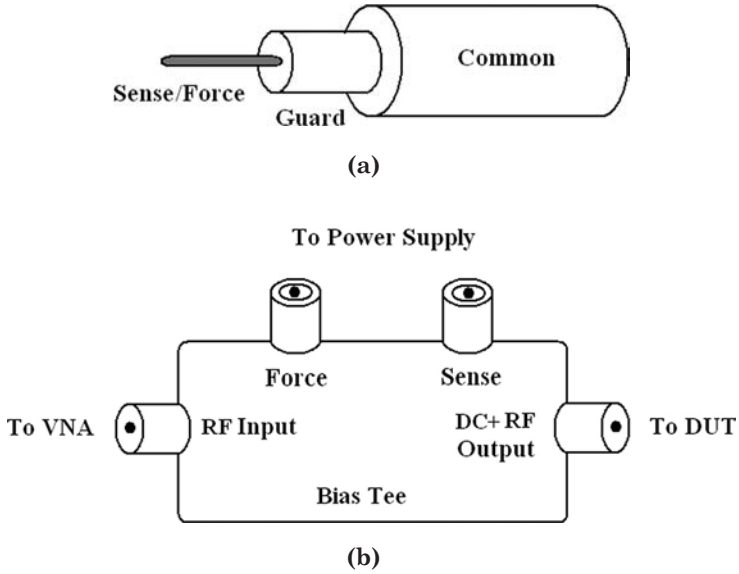 Common
Sense/Force
Guard
(a)
To Power Supply
Force
Sense
To VNA
RF Input
DC+ RF
Output
To DUT
Bias Tee
(b)